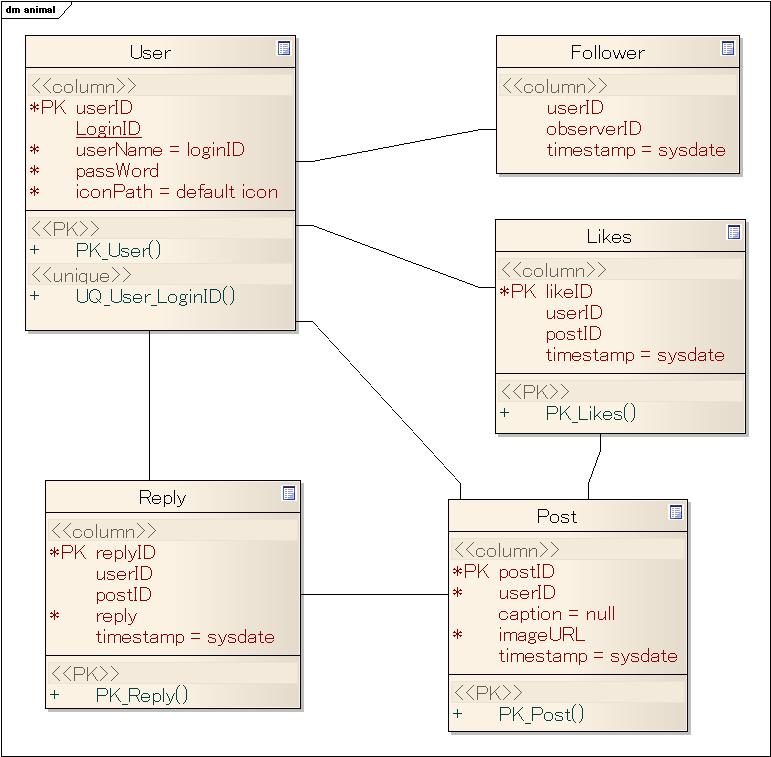 dm animal
User
<<column>>
*PK userID
LoginID
* userName = loginID
* passWord
* iconPath = default icon
<<PK>>
+ PK_User()
<<unique>>
+ UQ_User_LoginID()
Follower
<<column>>
userID
observerID
timestamp = sysdate
Likes
<<column>>
*PK likeID
userID
postID
timestamp = sysdate
<<PK>>
+ PK_Likes()
Reply
<<column>>
*PK replyID
userID
postID
* reply
timestamp = sysdate
<<PK>>
+ PK_Reply()
Post
<<column>>
*PK postID
* userID
caption = null
* imageURL
timestamp = sysdate
<<PK>>
+ PK_Post()